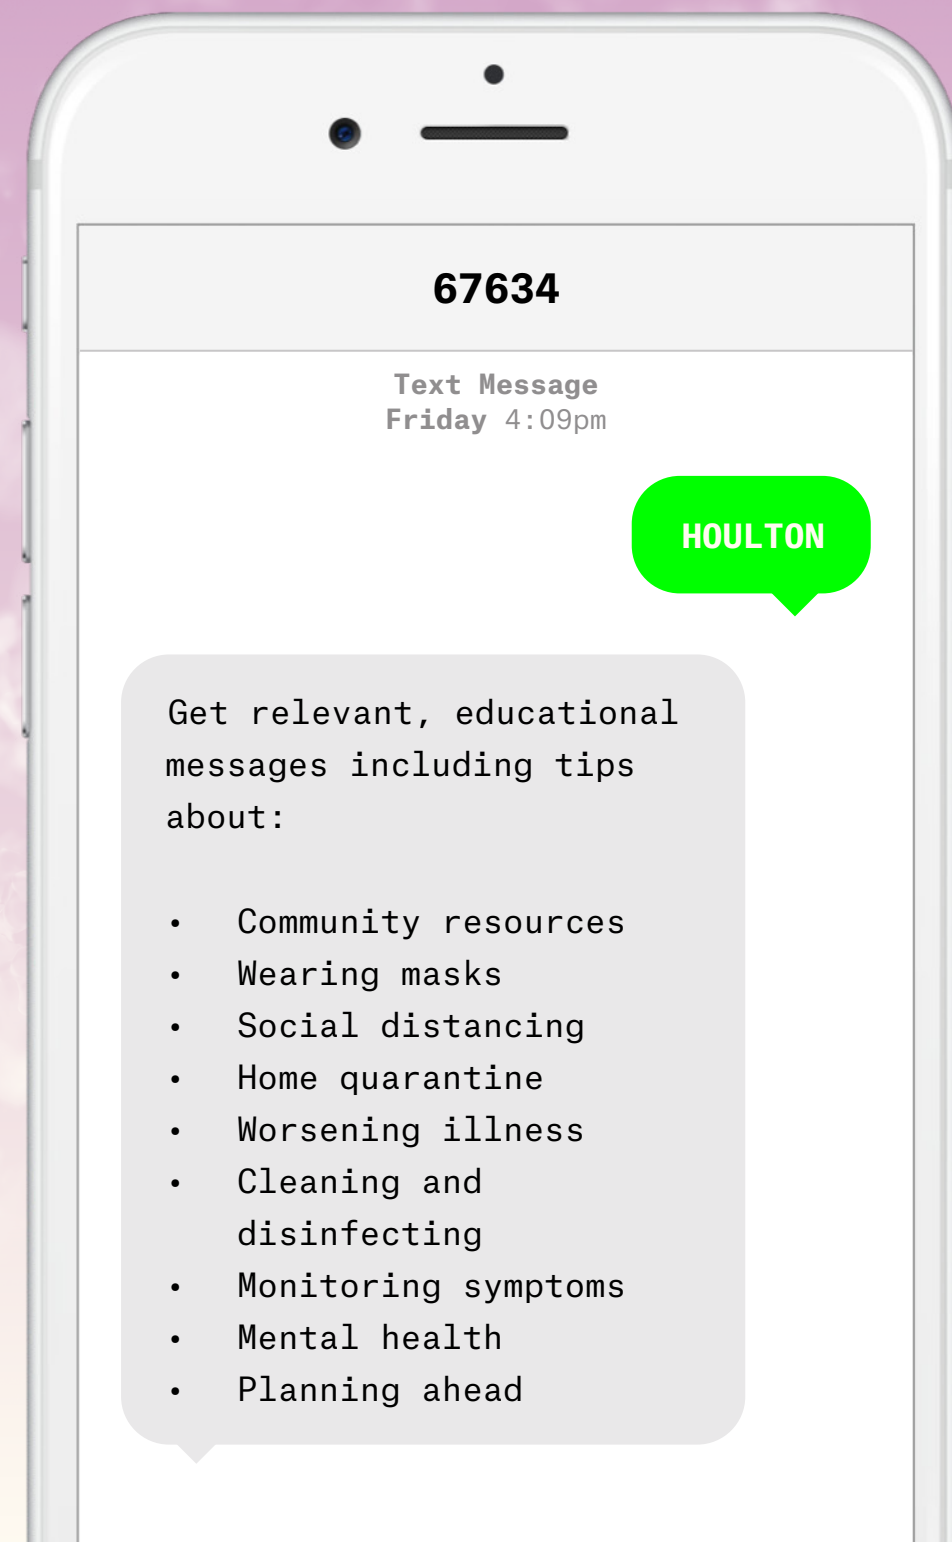 67634
Text Message
Friday 4:09pm
HOULTON
Get relevant, educational
messages including tips
about:
• Community resources
• Wearing masks
• Social distancing
• Home quarantine
• Worsening illness
• Cleaning and
disinfecting
• Monitoring symptoms
• Mental health
• Planning ahead